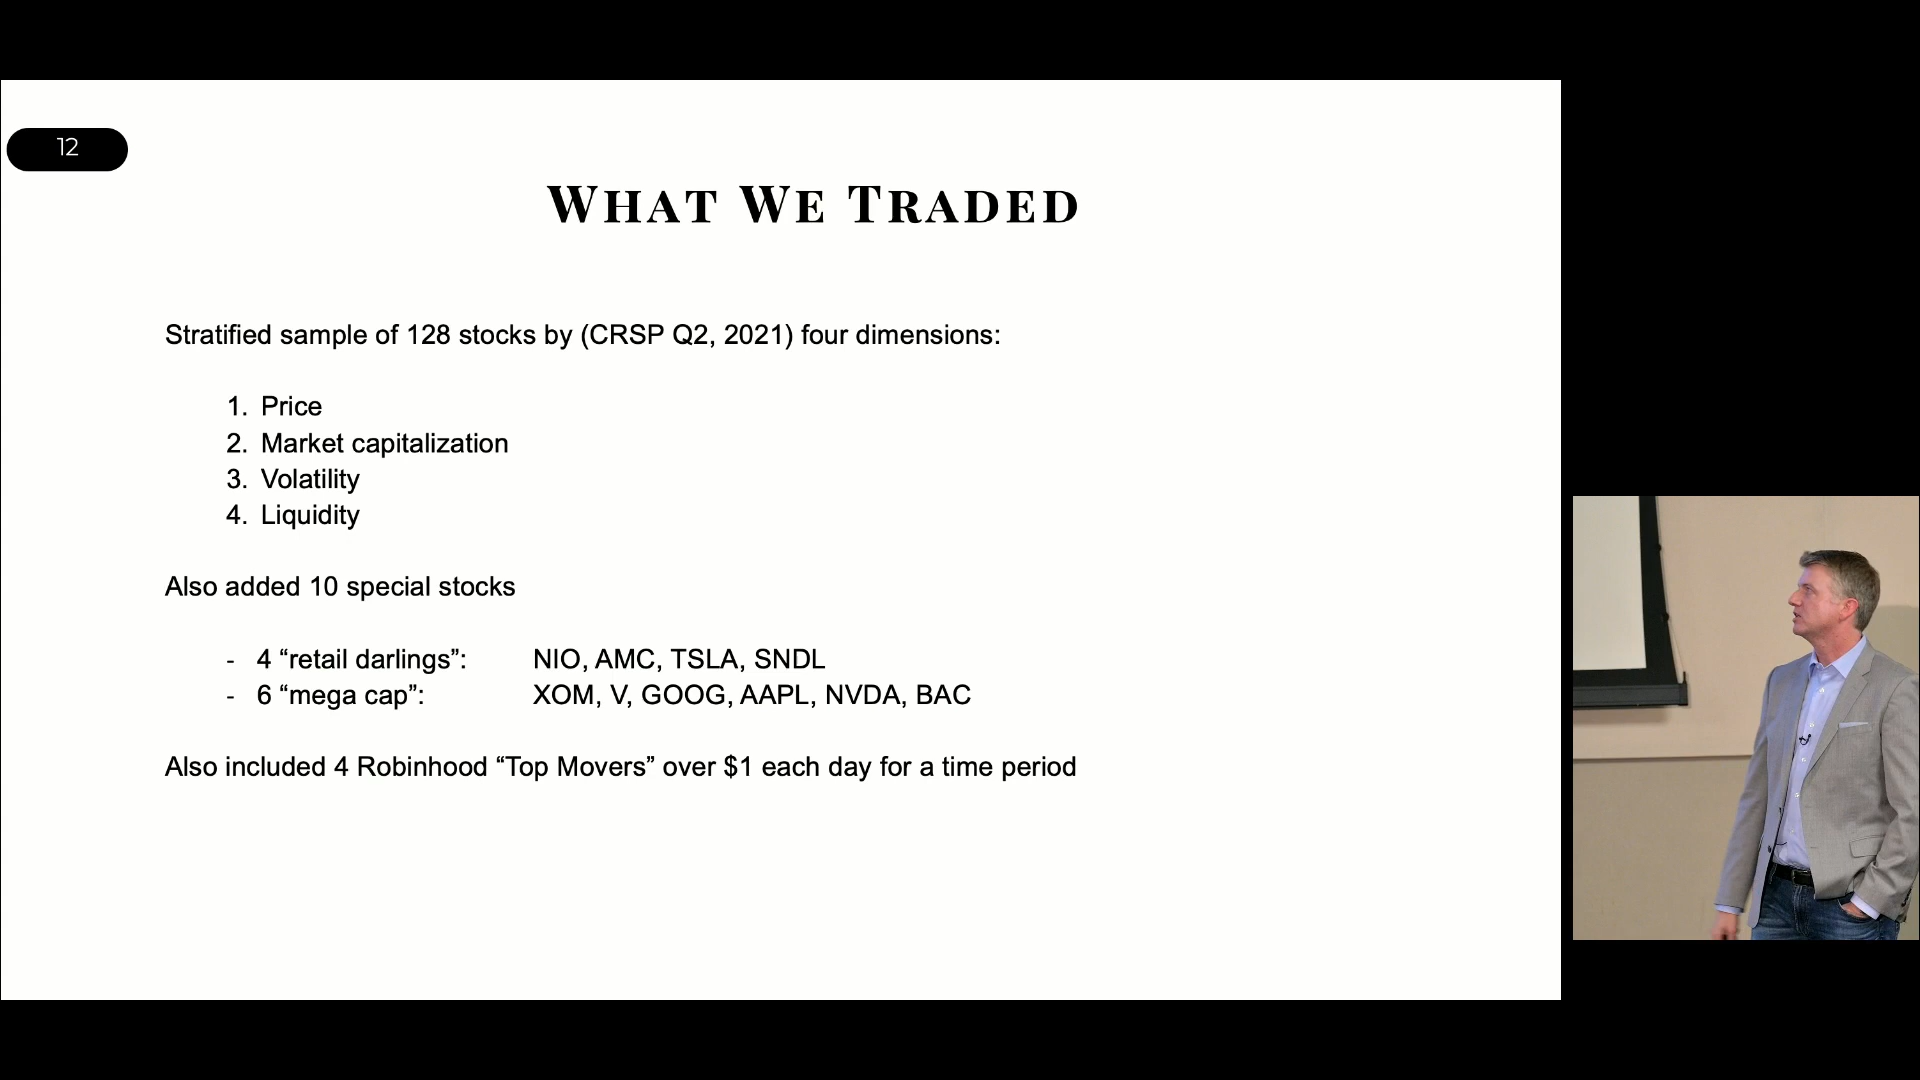 12
WHAT WE TRADED
Stratified sample of 128 stocks by (CRSP Q2, 2021) four dimensions:
1. Price
2. Market capitalization
3. Volatility
4. Liquidity
Also added 10 special stocks
- 4 “retail darlings”: NIO, AMC, TSLA, SNDL
- 6 “mega cap”: XOM, V, GOOG, AAPL, NVDA, BAC
Also included 4 Robinhood “Top Movers” over $1 each day for a time period